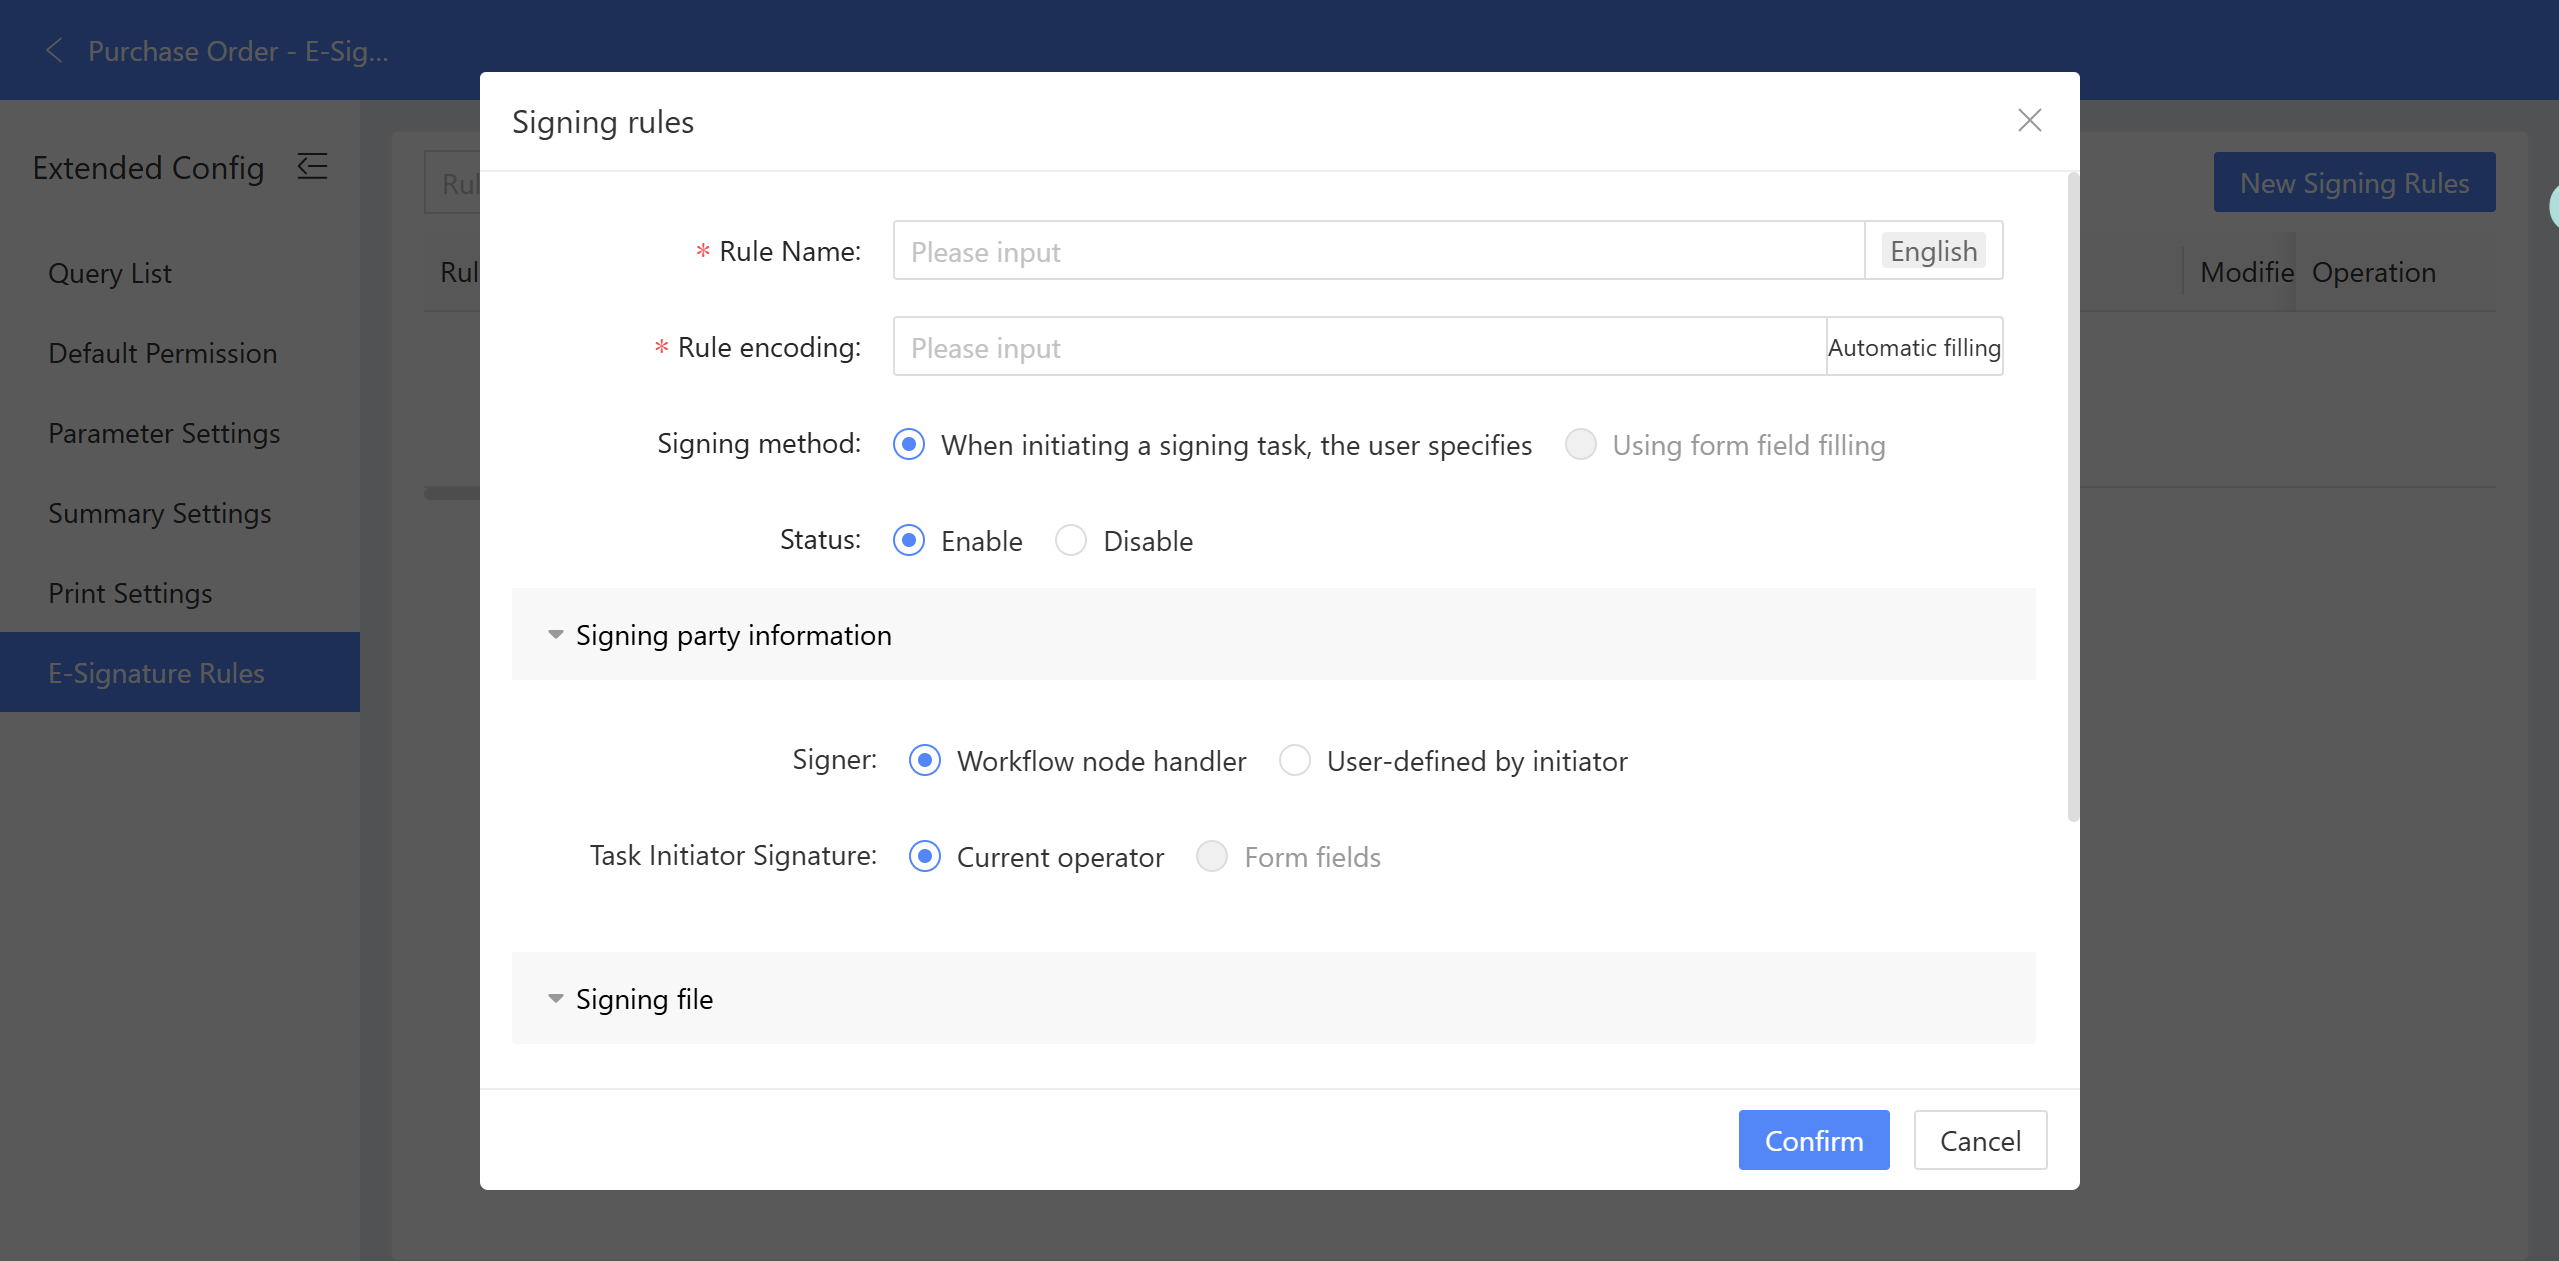 Purchase Order - E-Sig...
Signing rules
Extended Config
Rul
New Signing Rules
* Rule Name: Please input English
Query List
Rul
Modifie Operation
* Rule encoding: Please input Automatic filling
Default Permission
Parameter Settings
Signing method: When initiating a signing task, the user specifies Using form field filling
Summary Settings
Status: Enable Disable
Print Settings
Signing party information
E-Signature Rules
Signer: Workflow node handler User-defined by initiator
Task Initiator Signature: Current operator Form fields
Signing file
Confirm Cancel